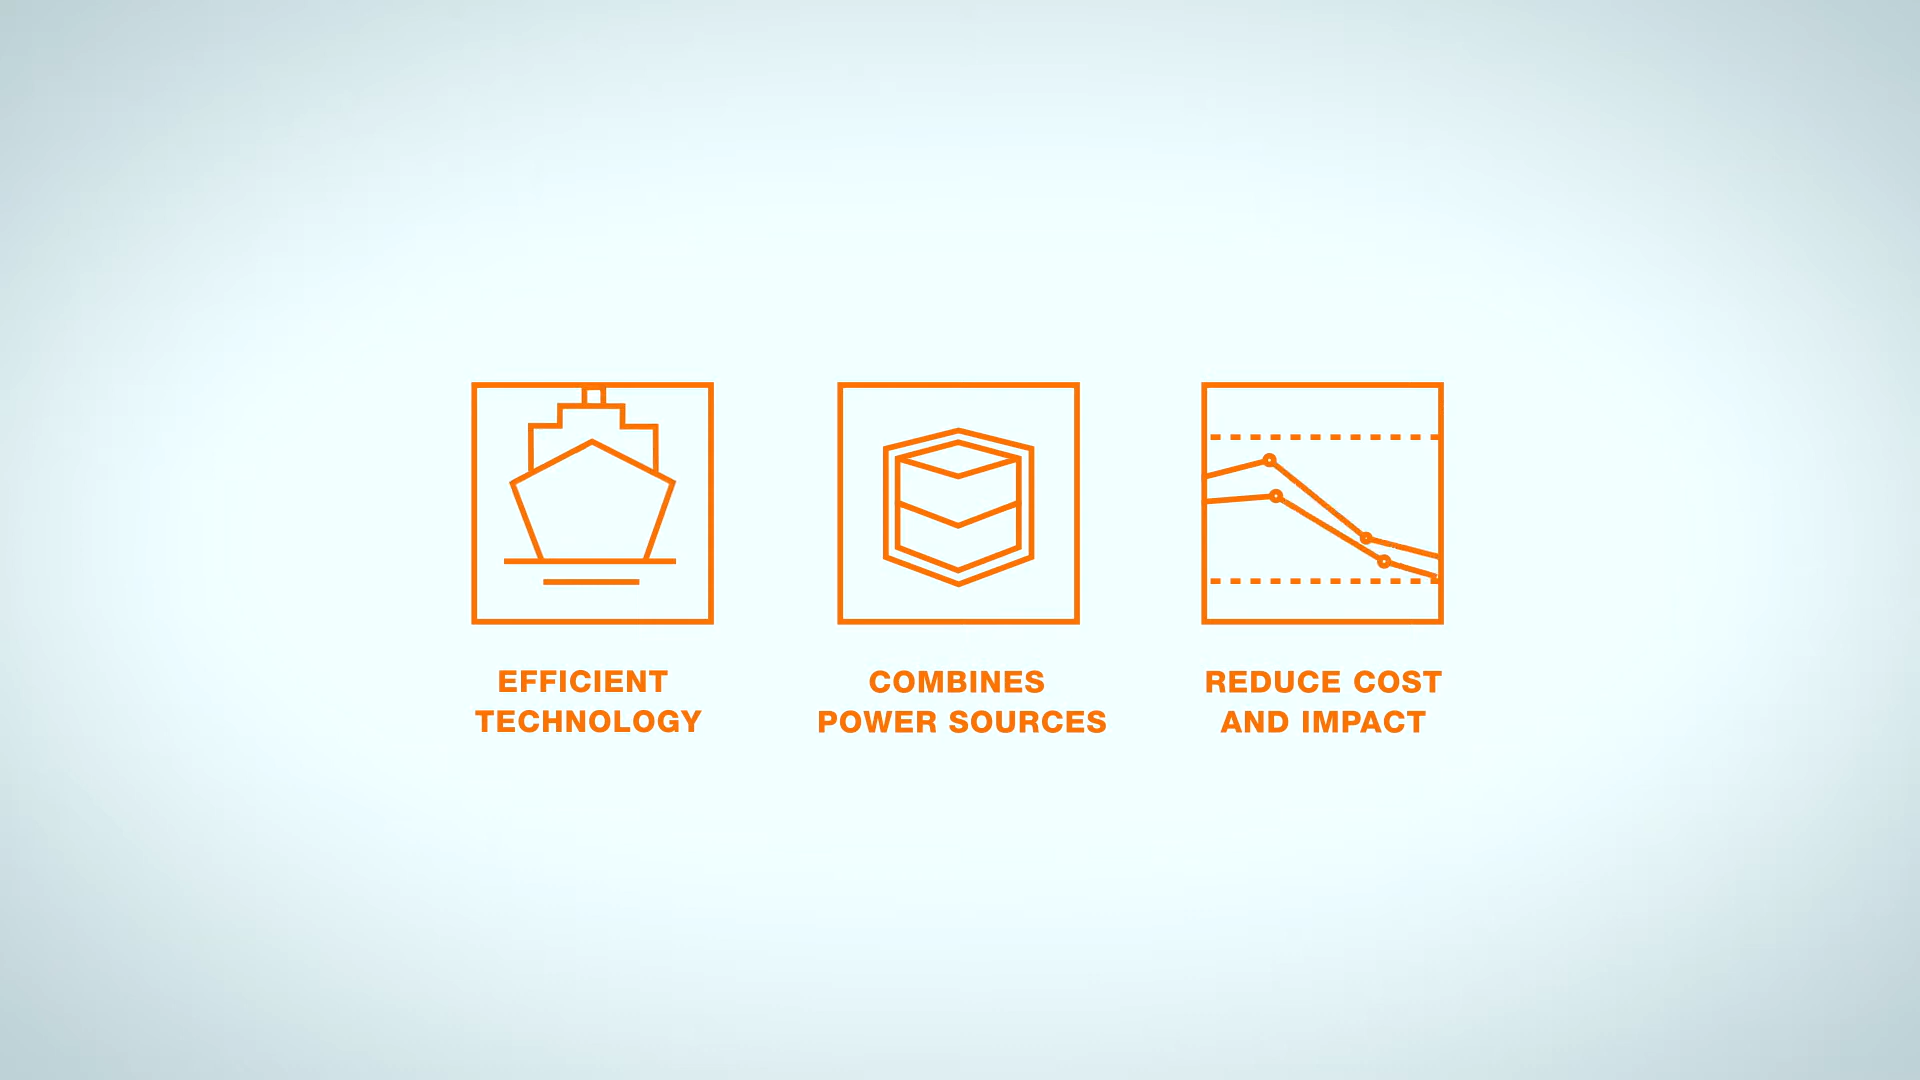 EFFICIENT
TECHNOLOGY
COMBINES
POWER SOURCES
REDUCE COST
AND IMPACT